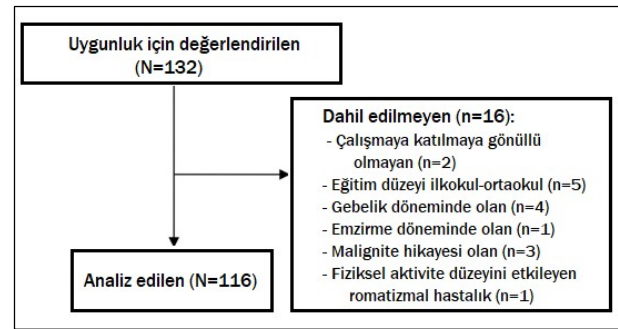 Uygunluk için değerlendirilen
(N=132)
Dahil edilmeyen (n=16):
- Çalışmaya katılmaya gönüllü
olmayan (n=2)
- Eğitim düzeyi ilkokul-ortaokul (n=5)
- Gebelik döneminde olan (n=4)
- Emzirme döneminde olan (n=1)
- Malignite hikayesi olan (n=3)
- Fiziksel aktivite düzeyini etkileyen
romatizmal hastalık (n=1)
Analiz edilen (N=116)